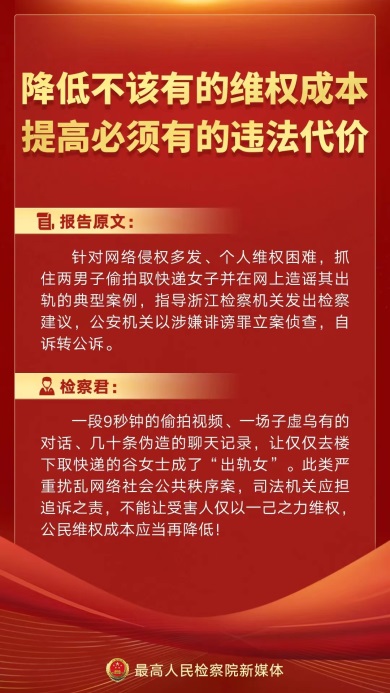 降低不该有的维权成本
提高必须有的违法代价
报告原文：
针对网络侵权多发、个人维权困难，抓
住两男子偷拍取快递女子并在网上造谣其出
轨的典型案例，指导浙江检察机关发出检察
建议，公安机关以涉嫌诽谤罪立案侦查，自
诉转公诉。
检察君：
一段9秒钟的偷拍视频、一场子虚乌有的
对话、几十条伪造的聊天记录，让仅仅去楼
下取快递的谷女士成了“出轨女”。此类严
重扰乱网络社会公共秩序案，司法机关应担
追诉之责，不能让受害人仅以一己之力维权，
公民维权成本应当再降低！
最高人民检察院新媒体